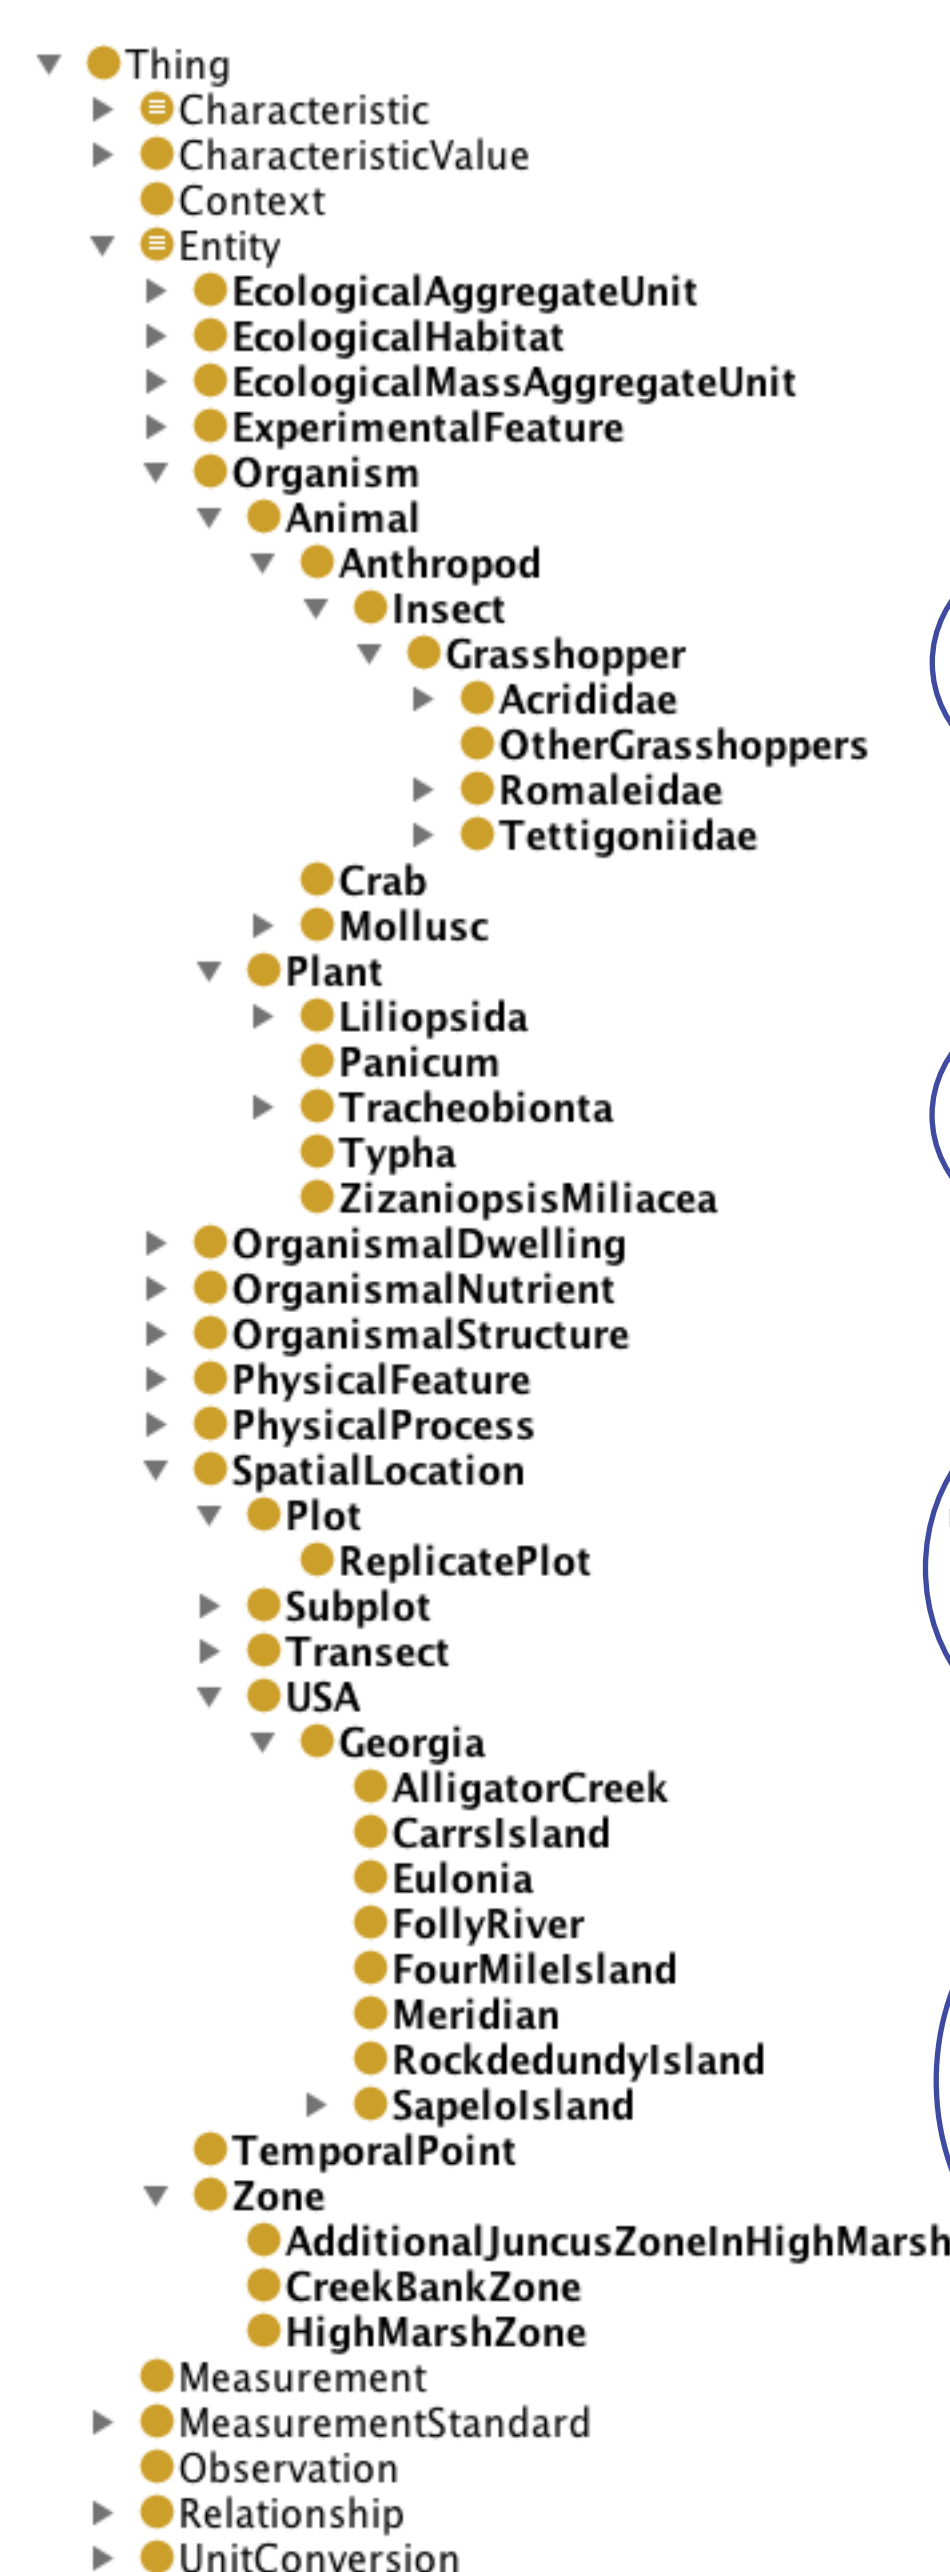 Thing
Characteristic
CharacteristicValue
Context
Entity
EcologicalAggregateUnit
EcologicalHabitat
EcologicalMassAggregateUnit
ExperimentalFeature
Organism
Animal
Anthropod
Insect
Grasshopper
Acrididae
OtherGrasshoppers
Romaleidae
Tettigoniidae
Crab
Mollusc
Plant
Liliopsida
Panicum
Tracheobionta
Typha
ZizaniopsisMiliacea
OrganismalDwelling
OrganismalNutrient
OrganismalStructure
PhysicalFeature
PhysicalProcess
SpatialLocation
Plot
ReplicatePlot
Subplot
Transect
USA
Georgia
AlligatorCreek
CarrsIsland
Eulonia
FollyRiver
FourMileIsland
Meridian
RockdedundyIsland
SapeloIsland
TemporalPoint
Zone
AdditionalJuncusZoneInHighMarsh
CreekBankZone
HighMarshZone
Measurement
MeasurementStandard
Observation
Relationship
UnitConversion